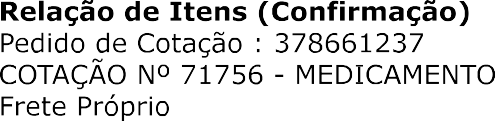 Relação de Itens (Confirmação)
Pedido de Cotação : 378661237
COTAÇÃO Nº 71756 - MEDICAMENTO
Frete Próprio